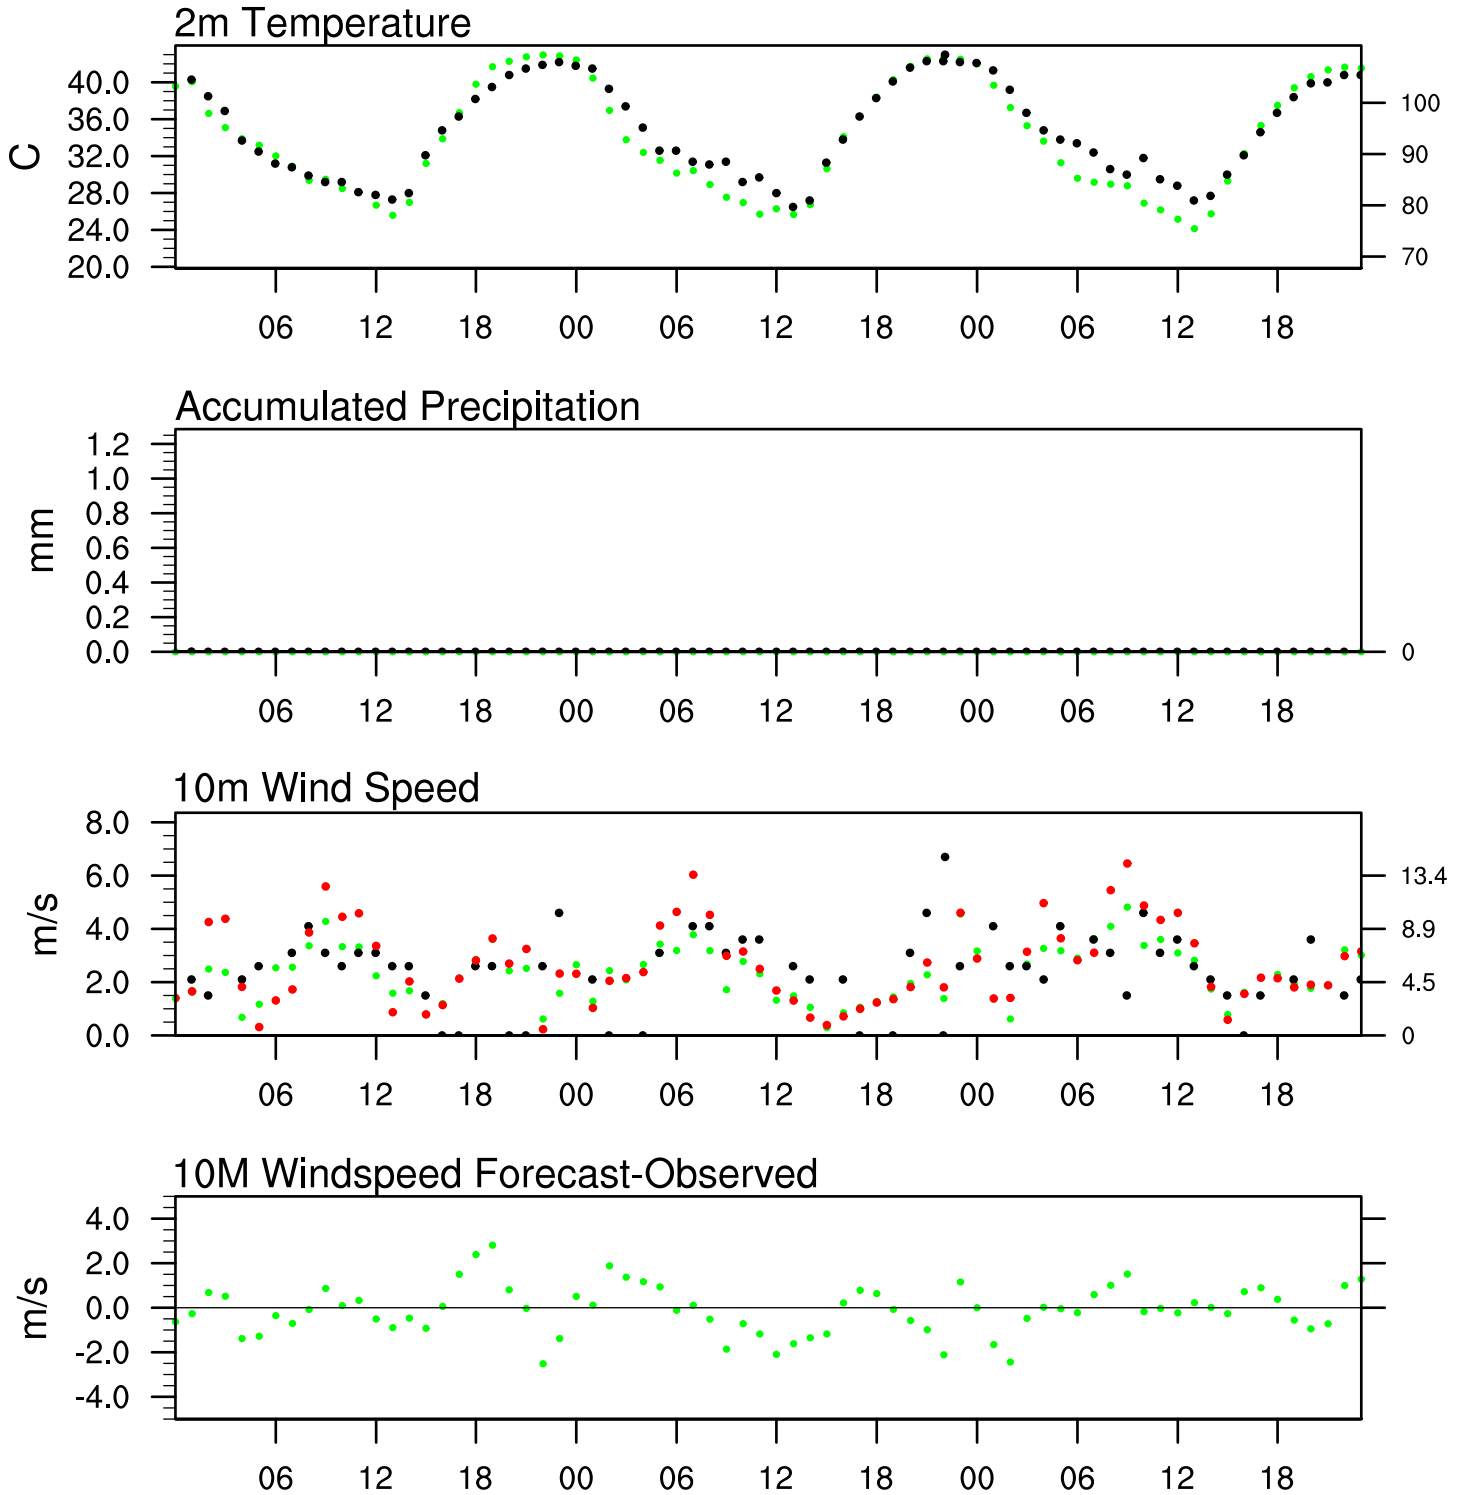 2m Temperature
C
40.0
36.0
32.0
28.0
24.0
20.0
100
90
80
70
06 12 18 00 06 12 18 00 06 12 18
Accumulated Precipitation
mm
1.2
1.0
0.8
0.6
0.4
0.2
0.0
0
06 12 18 00 06 12 18 00 06 12 18
10m Wind Speed
m/s
8.0
6.0
4.0
2.0
0.0
13.4
8.9
4.5
0
06 12 18 00 06 12 18 00 06 12 18
10M Windspeed Forecast-Observed
m/s
4.0
2.0
0.0
-2.0
-4.0
06 12 18 00 06 12 18 00 06 12 18